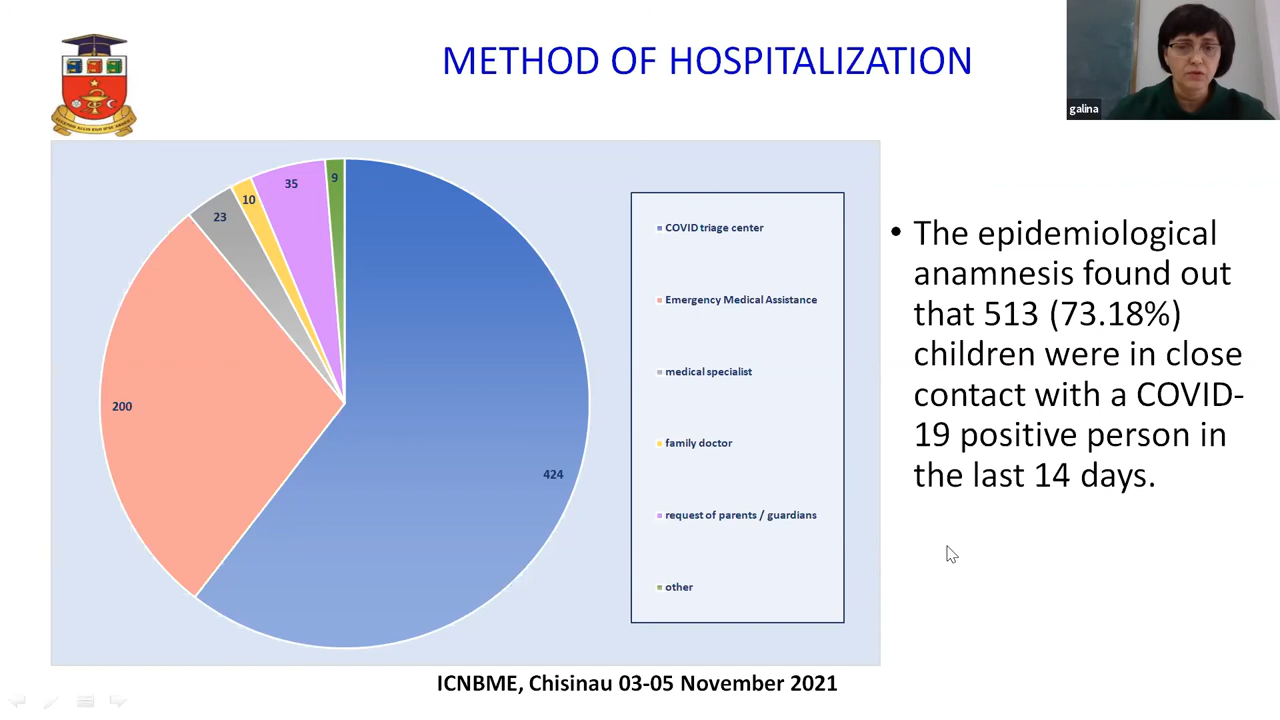 METHOD OF HOSPITALIZATION
galina
9
35
10
23
200
424
COVID triage center
Emergency Medical Assistance
medical specialist
family doctor
request of parents / guardians
other
• The epidemiological
anamnesis found out
that 513 (73.18%)
children were in close
contact with a COVID-
19 positive person in
the last 14 days.
ICNBME, Chisinau 03-05 November 2021